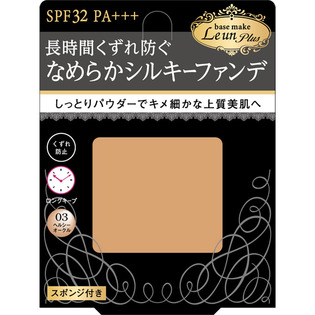 SPF32 PA+++
base make
Leun Plus
長時間くずれ防ぐ
なめらかシルキーファンデ
しっとりパウダーでキメ細かな上質美肌へ
くずれ
防止
ロングキープ
03
ヘルシー
オークル
スポンジ付き